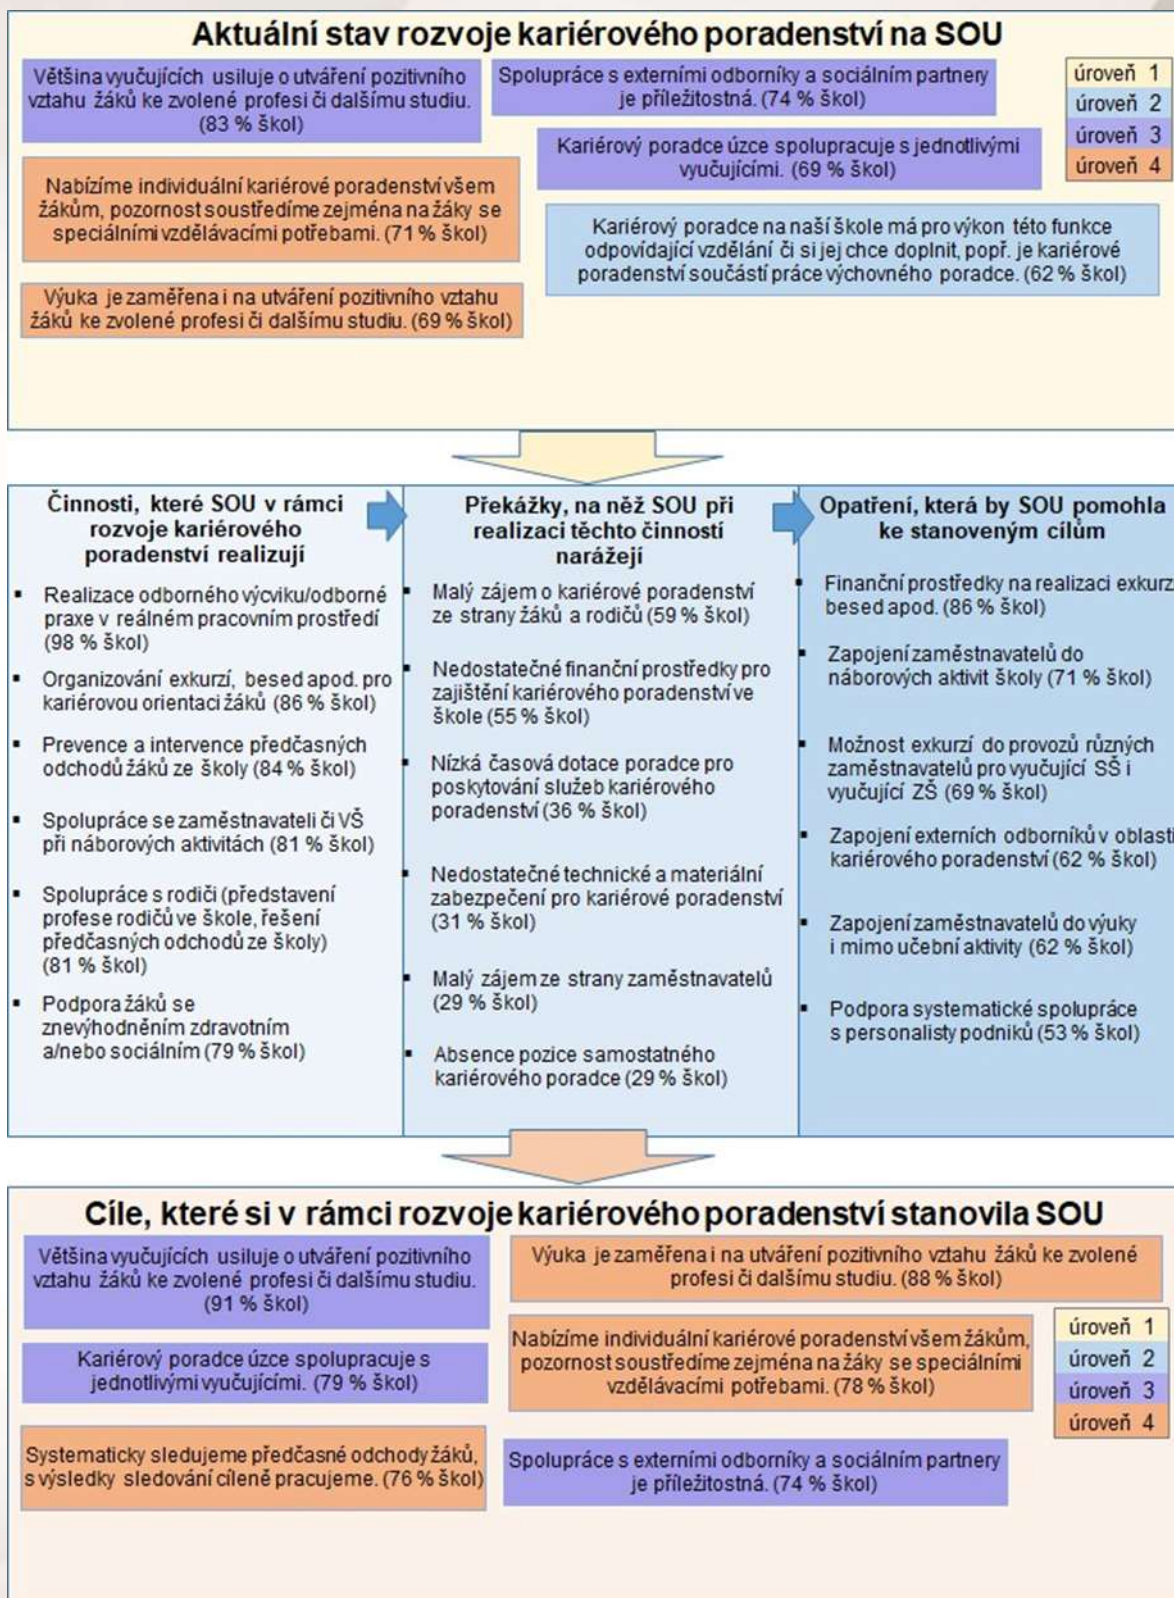 Aktuální stav rozvoje kariérového poradenství na SOU
Většina vyučujících usiluje o utváření pozitivního
vztahu žáků ke zvolené profesi či dalšímu studiu.
(83 % škol)
Spolupráce s externími odborníky a sociálním partnery
je příležitostná. (74 % škol)
úroveň 1
úroveň 2
úroveň 3
úroveň 4
Kariérový poradce úzce spolupracuje s jednotlivými
vyučujícími. (69 % škol)
Nabízíme individuální kariérové poradenství všem
žákům, pozornost soustředíme zejména na žáky se
speciálními vzdělávacími potřebami. (71 % škol)
Kariérový poradce na naší škole má pro výkon této funkce
odpovídající vzdělání či si jej chce doplnit, popř. je kariérové
poradenství součástí práce výchovného poradce. (62 % škol)
Výuka je zaměřena i na utváření pozitivního vztahu
žáků ke zvolené profesi či dalšímu studiu. (69 % škol)
Činnosti, které SOU v rámci
rozvoje kariérového
poradenství realizují
▪ Realizace odborného výcviku/odborné
praxe v reálném pracovním prostředí
(98 % škol)
▪ Organizování exkurzí, besed apod. pro
kariérovou orientaci žáků (86 % škol)
▪ Prevence a intervence předčasných
odchodů žáků ze školy (84 % škol)
▪ Spolupráce se zaměstnavateli či VŠ
při náborových aktivitách (81 % škol)
▪ Spolupráce s rodiči (představení
profese rodičů ve škole, řešení
předčasných odchodů ze školy)
(81 % škol)
▪ Podpora žáků se
znevýhodněním zdravotním
a/nebo sociálním (79 % škol)
Překážky, na něž SOU při
realizaci těchto činností
narážejí
▪ Malý zájem o kariérové poradenství
ze strany žáků a rodičů (59 % škol)
▪ Nedostatečné finanční prostředky pro
zajištění kariérového poradenství ve
škole (55 % škol)
▪ Nízká časová dotace poradce pro
poskytování služeb kariérového
poradenství (36 % škol)
▪ Nedostatečné technické a materiální
zabezpečení pro kariérové poradenství
(31 % škol)
▪ Malý zájem ze strany zaměstnavatelů
(29 % škol)
▪ Absence pozice samostatného
kariérového poradce (29 % škol)
Opatření, která by SOU pomohla
ke stanoveným cílům
▪ Finanční prostředky na realizaci exkurzí
besed apod. (86 % škol)
▪ Zapojení zaměstnavatelů do
náborových aktivit školy (71 % škol)
▪ Možnost exkurzí do provozů různých
zaměstnavatelů pro vyučující SŠ i
vyučující ZŠ (69 % škol)
▪ Zapojení externích odborníků v oblasti
kariérového poradenství (62 % škol)
▪ Zapojení zaměstnavatelů do výuky
i mimo učební aktivity (62 % škol)
▪ Podpora systematické spolupráce
s personalisty podniků (53 % škol)
Cíle, které si v rámci rozvoje kariérového poradenství stanovila SOU
Většina vyučujících usiluje o utváření pozitivního
vztahu žáků ke zvolené profesi či dalšímu studiu.
(91 % škol)
Výuka je zaměřena i na utváření pozitivního vztahu žáků ke zvolené
profesi či dalšímu studiu. (88 % škol)
Kariérový poradce úzce spolupracuje s
jednotlivými vyučujícími. (79 % škol)
Nabízíme individuální kariérové poradenství všem žákům,
pozornost soustředíme zejména na žáky se speciálními
vzdělávacími potřebami. (78 % škol)
úroveň 1
úroveň 2
úroveň 3
úroveň 4
Systematicky sledujeme předčasné odchody žáků,
s výsledky sledování cíleně pracujeme. (76 % škol)
Spolupráce s externími odborníky a sociálním partnery
je příležitostná. (74 % škol)